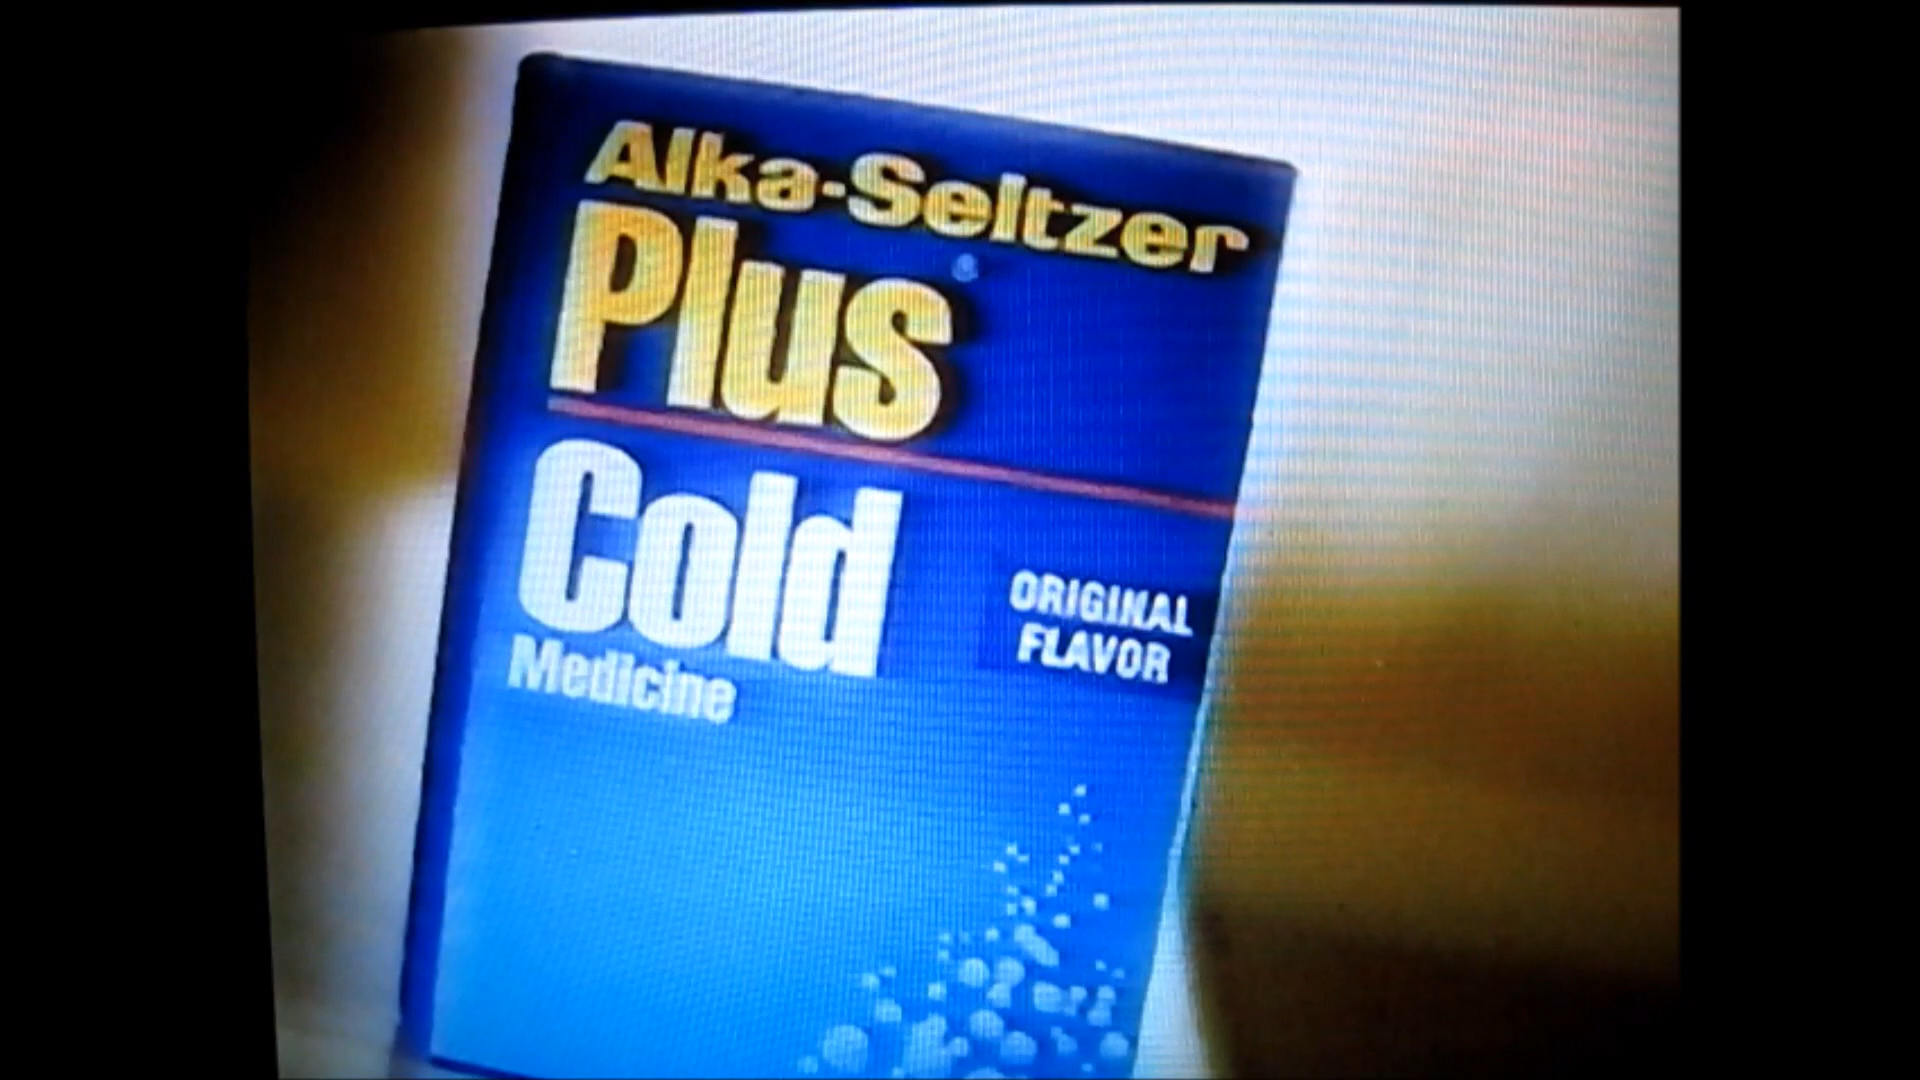 Alka-Seltzer
Plus
Cold
Medicine
ORIGINAL
FLAVOR